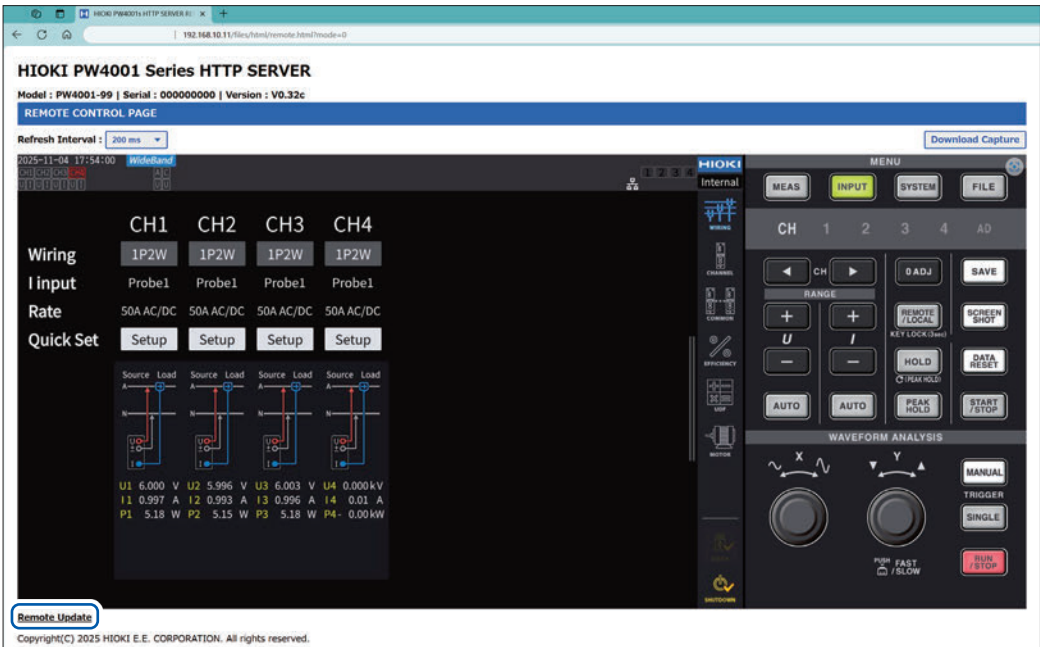 HIOKI PW4001s HTTP SERVER RE
192.168.10.11/files/html/remote.html?mode=0
HIOKI PW4001 Series HTTP SERVER
Model : PW4001-99 | Serial : 000000000 | Version : V0.32c
REMOTE CONTROL PAGE
Refresh Interval : 200 ms
Download Capture
2025-11-04 17:54:00 WideBand
CH1 CH2 CH3 CH4 A C
U I U I U I U I
1 2 3 4
HIOKI
Internal
CH1 CH2 CH3 CH4
Wiring 1P2W 1P2W 1P2W 1P2W
I input Probe1 Probe1 Probe1 Probe1
Rate 50A AC/DC 50A AC/DC 50A AC/DC 50A AC/DC
Quick Set Setup Setup Setup Setup
Source Load Source Load Source Load Source Load
A A A A
N N N N
U U U U
± O ± O ± O ± O
I I I I
U1 6.000 V U2 5.996 V U3 6.003 V U4 0.000 kV
I1 0.997 A I2 0.993 A I3 0.996 A I4 0.01 A
P1 5.18 W P2 5.15 W P3 5.18 W P4 - 0.00 kW
WIRING
CHANNEL
COMMON
EFFICIENCY
UDF
MOTOR
SHUTDOWN
MENU
MEAS INPUT SYSTEM FILE
CH 1 2 3 4 AD
CH 0 ADJ SAVE
RANGE
+ + REMOTE /LOCAL SCREEN SHOT
U I KEY LOCK(3sec)
− − HOLD DATA RESET
(PEAK HOLD)
AUTO AUTO PEAK HOLD START /STOP
WAVEFORM ANALYSIS
X Y MANUAL
TRIGGER
SINGLE
PUSH FAST /SLOW RUN /STOP
Remote Update
Copyright(C) 2025 HIOKI E.E. CORPORATION. All rights reserved.